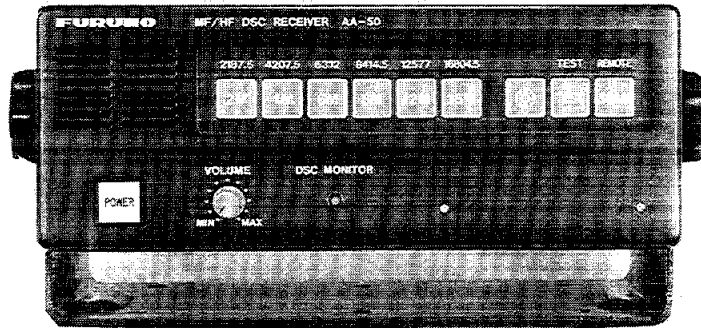 FURUNO MF/HF DSC RECEIVER AA-50
2187.5 4207.5 6312 8414.5 12577 16804.5 TEST REMOTE
VOLUME DSC MONITOR
POWER
MIN MAX